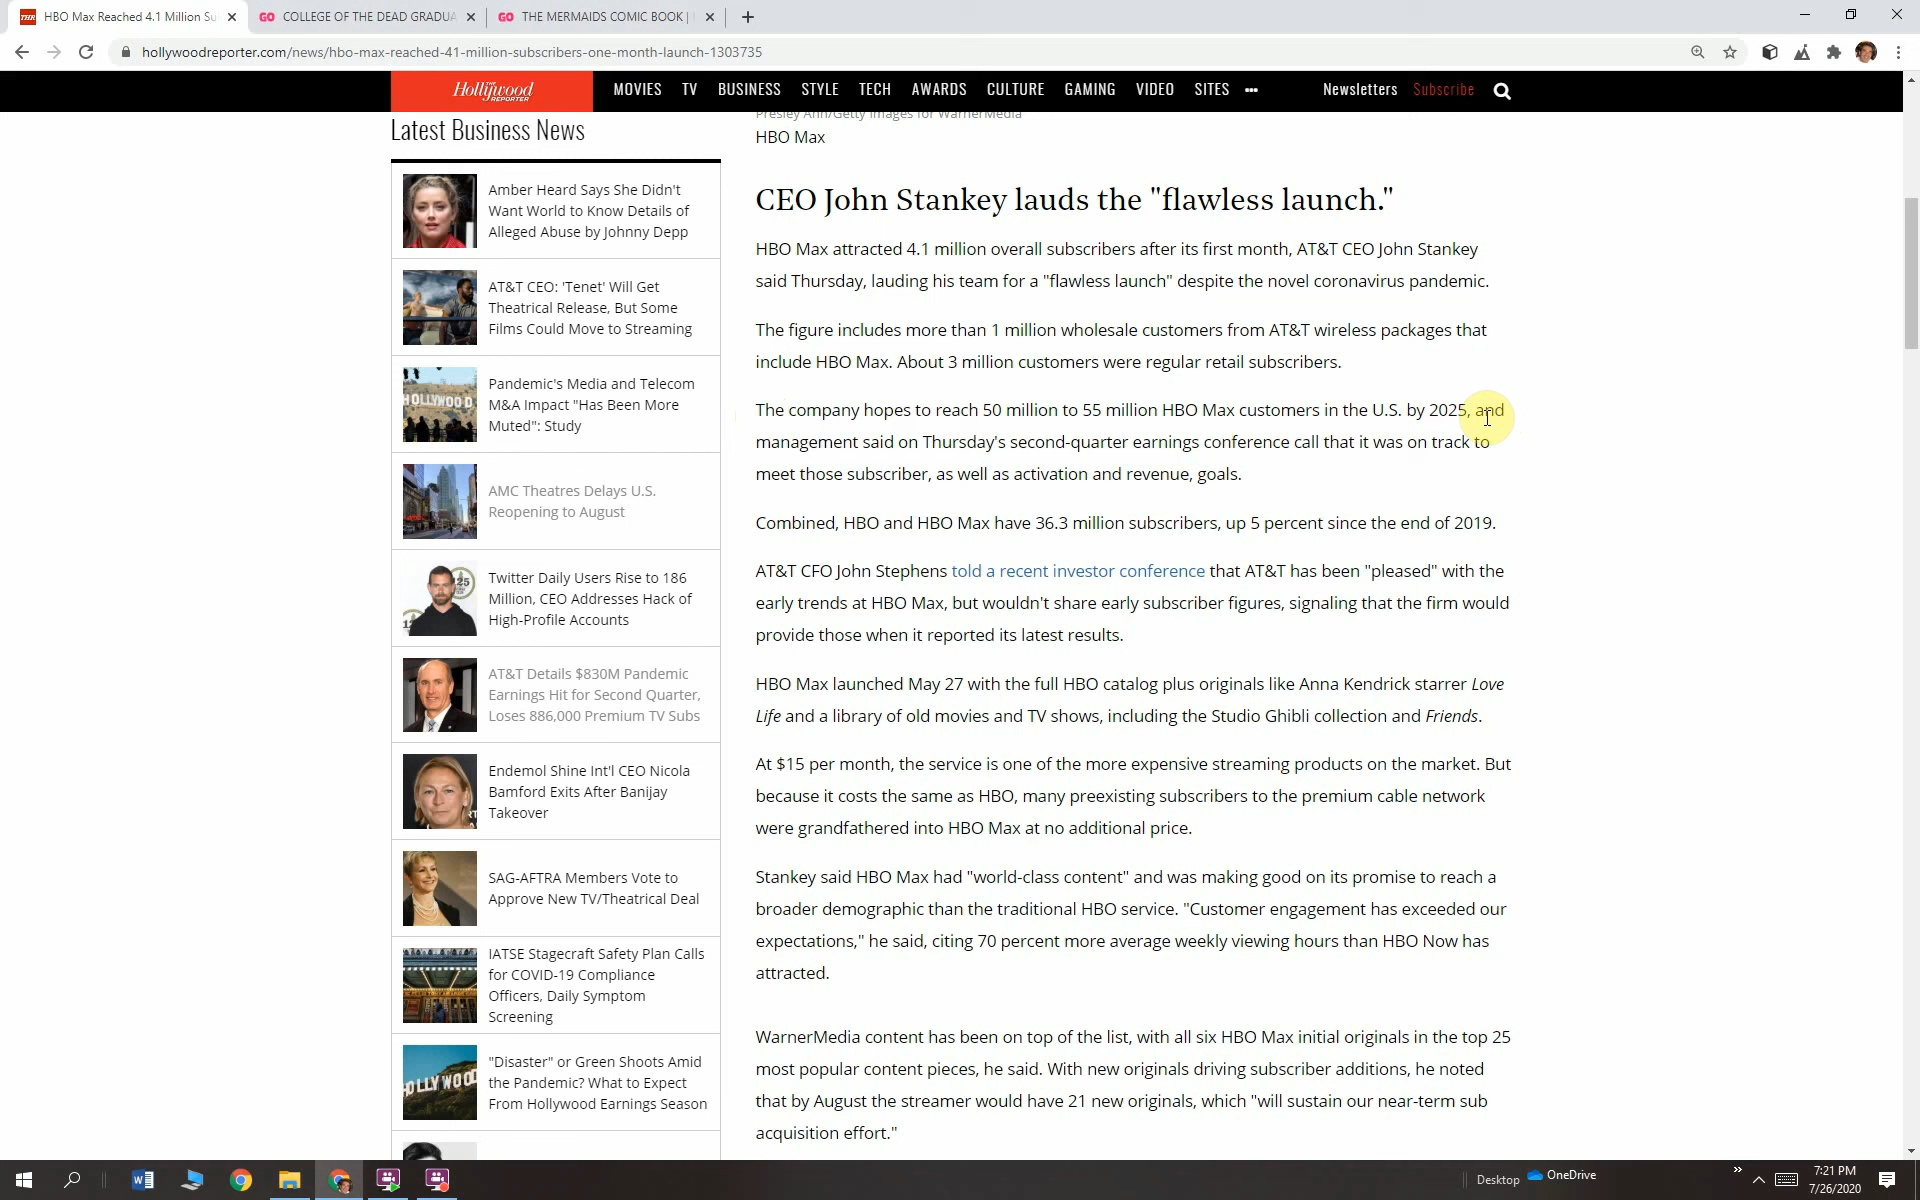 HBO Max Reached 4.1 Million Su
COLLEGE OF THE DEAD GRADUA
THE MERMAIDS COMIC BOOK |
hollywoodreporter.com/news/hbo-max-reached-41-million-subscribers-one-month-launch-1303735
THE Hollywood REPORTER
MOVIES TV BUSINESS STYLE TECH AWARDS CULTURE GAMING VIDEO SITES ••• Newsletters Subscribe
Latest Business News
Amber Heard Says She Didn't
Want World to Know Details of
Alleged Abuse by Johnny Depp
AT&T CEO: 'Tenet' Will Get
Theatrical Release, But Some
Films Could Move to Streaming
Pandemic's Media and Telecom
M&A Impact "Has Been More
Muted": Study
AMC Theatres Delays U.S.
Reopening to August
Twitter Daily Users Rise to 186
Million, CEO Addresses Hack of
High-Profile Accounts
AT&T Details $830M Pandemic
Earnings Hit for Second Quarter,
Loses 886,000 Premium TV Subs
Endemol Shine Int'l CEO Nicola
Bamford Exits After Banijay
Takeover
SAG-AFTRA Members Vote to
Approve New TV/Theatrical Deal
IATSE Stagecraft Safety Plan Calls
for COVID-19 Compliance
Officers, Daily Symptom
Screening
"Disaster" or Green Shoots Amid
the Pandemic? What to Expect
From Hollywood Earnings Season
Presley Ann/Getty Images for WarnerMedia
HBO Max
CEO John Stankey lauds the "flawless launch."
HBO Max attracted 4.1 million overall subscribers after its first month, AT&T CEO John Stankey
said Thursday, lauding his team for a "flawless launch" despite the novel coronavirus pandemic.
The figure includes more than 1 million wholesale customers from AT&T wireless packages that
include HBO Max. About 3 million customers were regular retail subscribers.
The company hopes to reach 50 million to 55 million HBO Max customers in the U.S. by 2025, and
management said on Thursday's second-quarter earnings conference call that it was on track to
meet those subscriber, as well as activation and revenue, goals.
Combined, HBO and HBO Max have 36.3 million subscribers, up 5 percent since the end of 2019.
AT&T CFO John Stephens told a recent investor conference that AT&T has been "pleased" with the
early trends at HBO Max, but wouldn't share early subscriber figures, signaling that the firm would
provide those when it reported its latest results.
HBO Max launched May 27 with the full HBO catalog plus originals like Anna Kendrick starrer Love
Life and a library of old movies and TV shows, including the Studio Ghibli collection and Friends.
At $15 per month, the service is one of the more expensive streaming products on the market. But
because it costs the same as HBO, many preexisting subscribers to the premium cable network
were grandfathered into HBO Max at no additional price.
Stankey said HBO Max had "world-class content" and was making good on its promise to reach a
broader demographic than the traditional HBO service. "Customer engagement has exceeded our
expectations," he said, citing 70 percent more average weekly viewing hours than HBO Now has
attracted.
WarnerMedia content has been on top of the list, with all six HBO Max initial originals in the top 25
most popular content pieces, he said. With new originals driving subscriber additions, he noted
that by August the streamer would have 21 new originals, which "will sustain our near-term sub
acquisition effort."
Desktop OneDrive
7:21 PM
7/26/2020